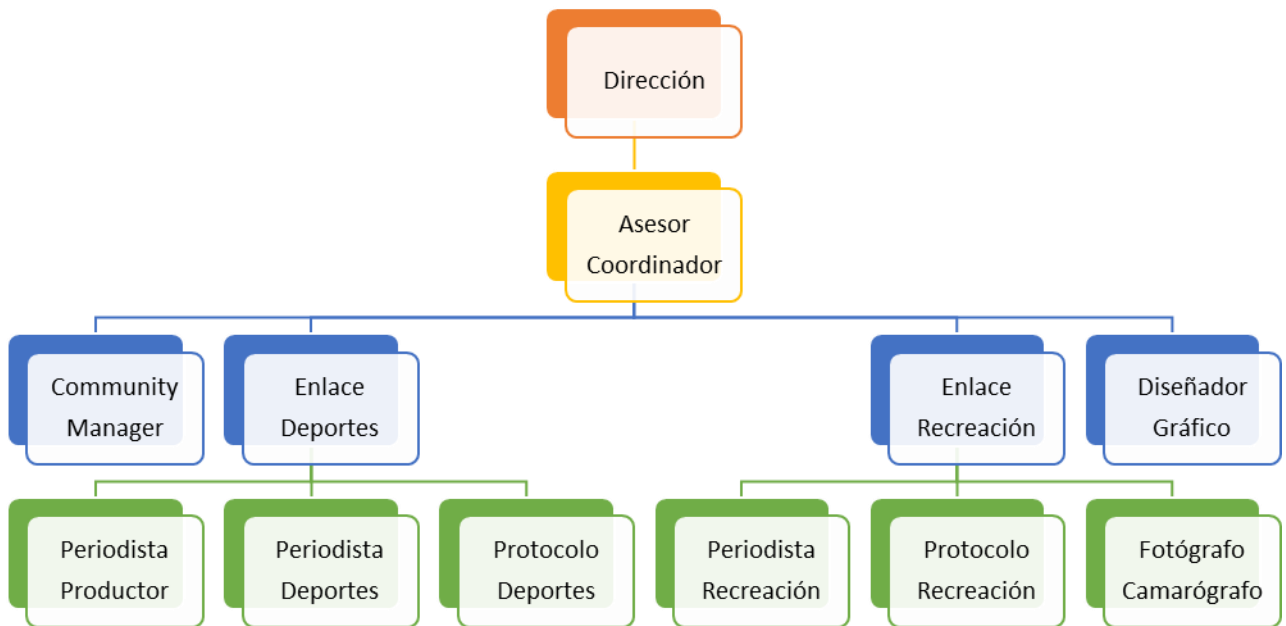 Dirección
Asesor
Coordinador
Community
Manager
Enlace
Deportes
Enlace
Recreación
Diseñador
Gráfico
Periodista
Productor
Periodista
Deportes
Protocolo
Deportes
Periodista
Recreación
Protocolo
Recreación
Fotógrafo
Camarógrafo